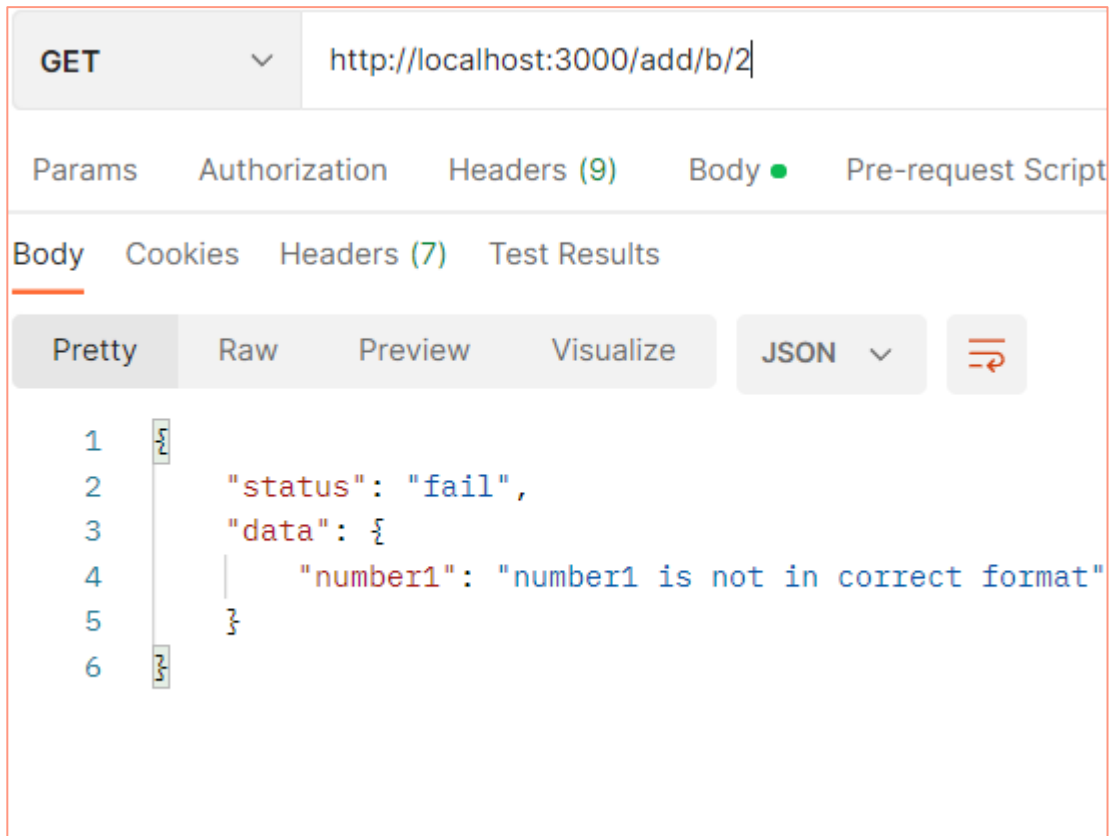 GET http://localhost:3000/add/b/2
Params Authorization Headers (9) Body Pre-request Script
Body Cookies Headers (7) Test Results
Pretty Raw Preview Visualize JSON
1 {
2 "status": "fail",
3 "data": {
4 "number1": "number1 is not in correct format"
5 }
6 }